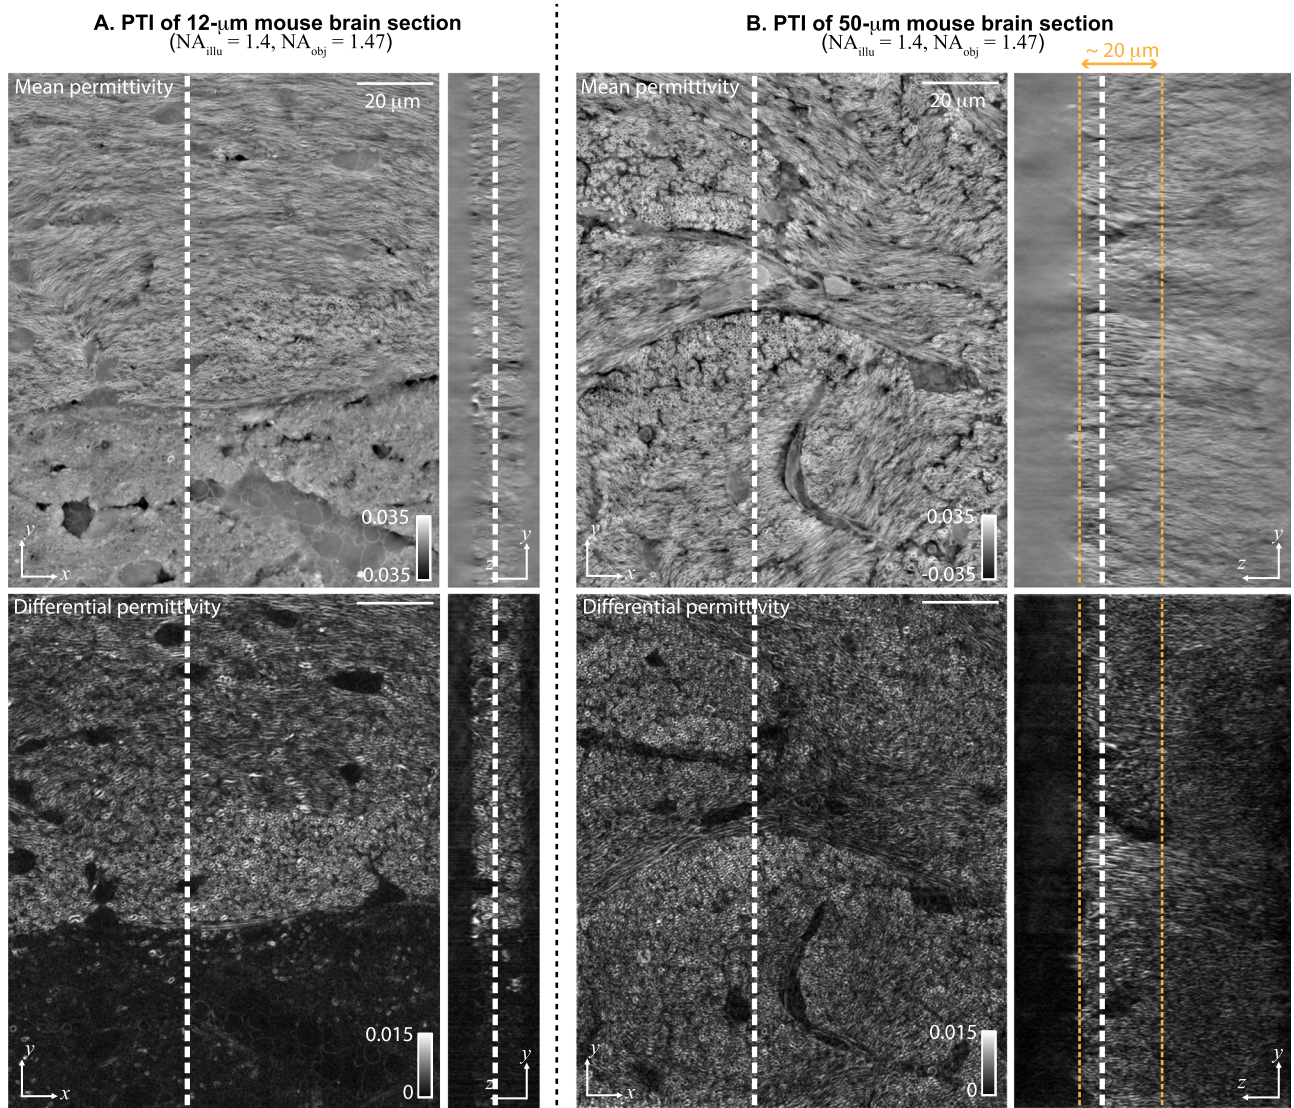 A. PTI of 12-μm mouse brain section
(NAillu = 1.4, NAobj = 1.47)
B. PTI of 50-μm mouse brain section
(NAillu = 1.4, NAobj = 1.47)
~ 20 μm
Mean permittivity
20 μm
0.035
-0.035
y
x
z
y
Mean permittivity
20 μm
0.035
-0.035
y
x
z
y
Differential permittivity
0.015
0
y
x
z
y
Differential permittivity
0.015
0
y
x
z
y